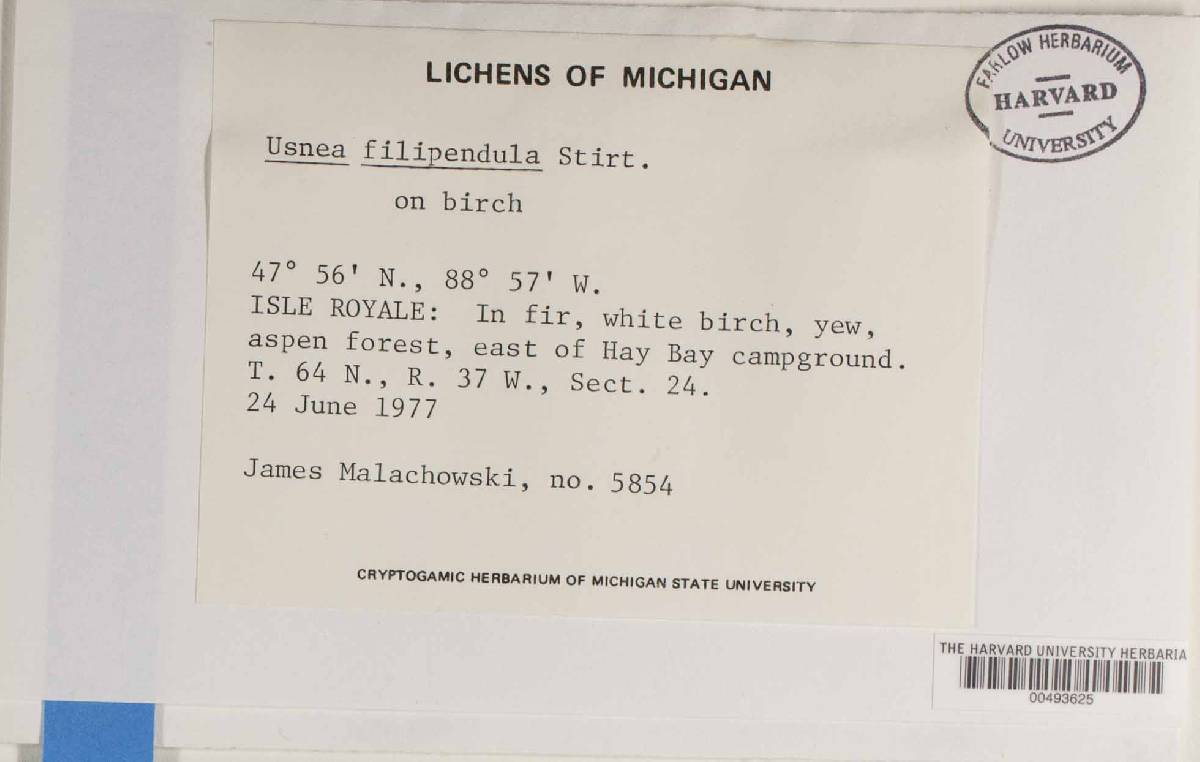 LICHENS OF MICHIGAN
FARLOW HERBARIUM
HARVARD
UNIVERSITY
Usnea filipendula Stirt.
on birch
47° 56' N., 88° 57' W.
ISLE ROYALE: In fir, white birch, yew,
aspen forest, east of Hay Bay campground.
T. 64 N., R. 37 W., Sect. 24.
24 June 1977
James Malachowski, no. 5854
CRYPTOGAMIC HERBARIUM OF MICHIGAN STATE UNIVERSITY
THE HARVARD UNIVERSITY HERBARIA
00493625